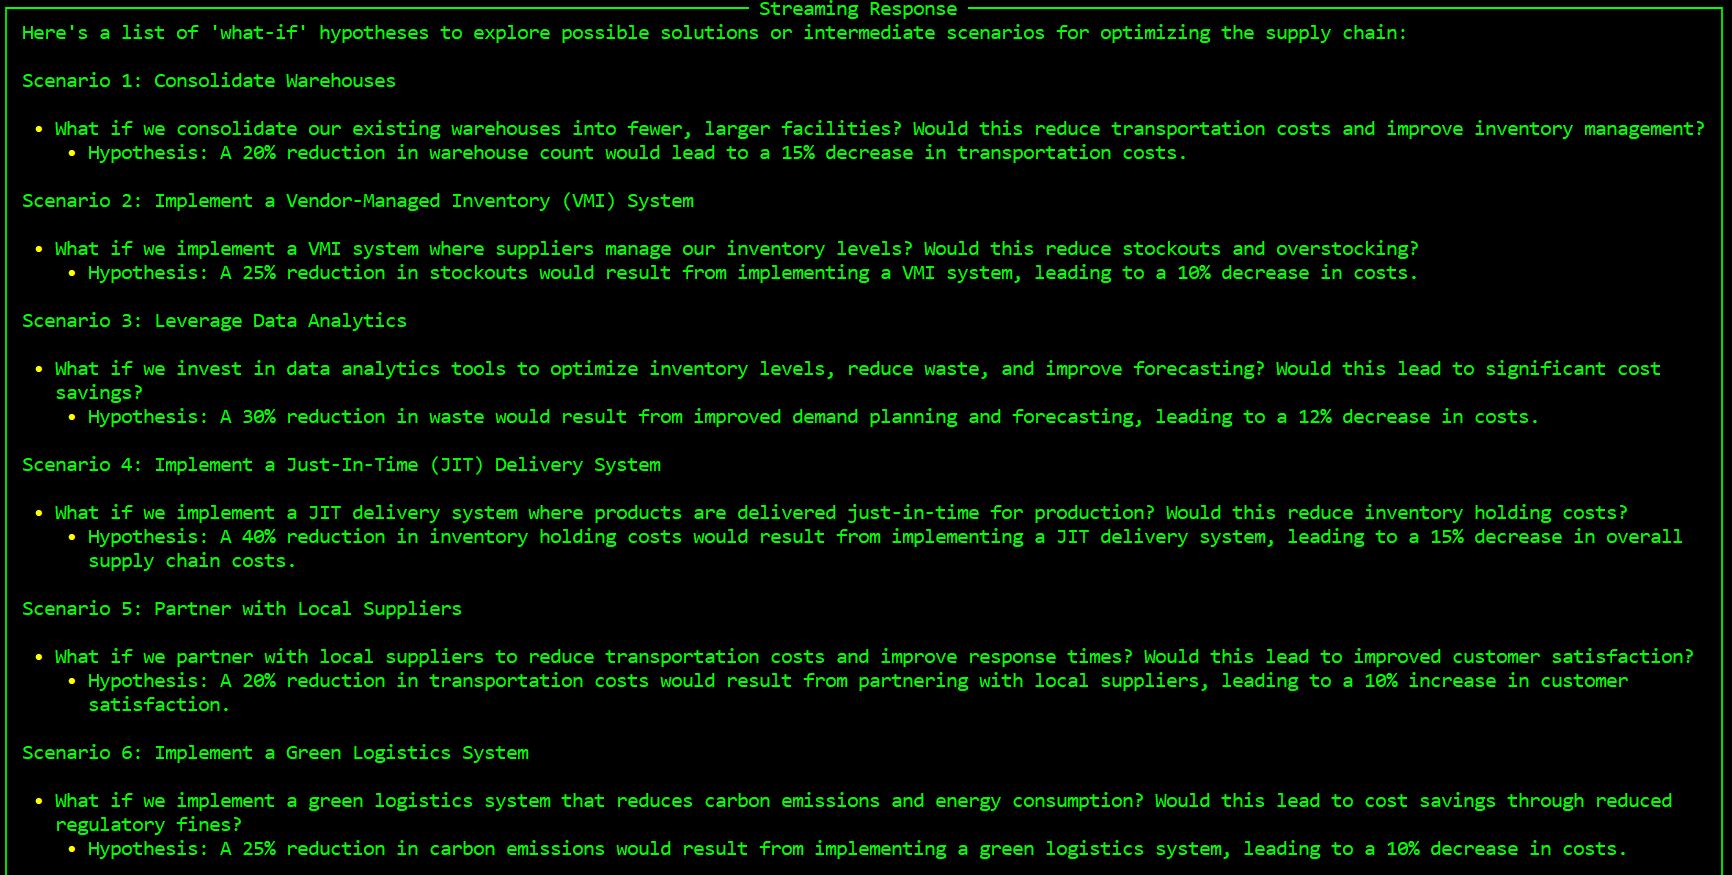 Streaming Response
Here's a list of 'what-if' hypotheses to explore possible solutions or intermediate scenarios for optimizing the supply chain:
Scenario 1: Consolidate Warehouses
• What if we consolidate our existing warehouses into fewer, larger facilities? Would this reduce transportation costs and improve inventory management?
• Hypothesis: A 20% reduction in warehouse count would lead to a 15% decrease in transportation costs.
Scenario 2: Implement a Vendor-Managed Inventory (VMI) System
• What if we implement a VMI system where suppliers manage our inventory levels? Would this reduce stockouts and overstocking?
• Hypothesis: A 25% reduction in stockouts would result from implementing a VMI system, leading to a 10% decrease in costs.
Scenario 3: Leverage Data Analytics
• What if we invest in data analytics tools to optimize inventory levels, reduce waste, and improve forecasting? Would this lead to significant cost
savings?
• Hypothesis: A 30% reduction in waste would result from improved demand planning and forecasting, leading to a 12% decrease in costs.
Scenario 4: Implement a Just-In-Time (JIT) Delivery System
• What if we implement a JIT delivery system where products are delivered just-in-time for production? Would this reduce inventory holding costs?
• Hypothesis: A 40% reduction in inventory holding costs would result from implementing a JIT delivery system, leading to a 15% decrease in overall
supply chain costs.
Scenario 5: Partner with Local Suppliers
• What if we partner with local suppliers to reduce transportation costs and improve response times? Would this lead to improved customer satisfaction?
• Hypothesis: A 20% reduction in transportation costs would result from partnering with local suppliers, leading to a 10% increase in customer
satisfaction.
Scenario 6: Implement a Green Logistics System
• What if we implement a green logistics system that reduces carbon emissions and energy consumption? Would this lead to cost savings through reduced
regulatory fines?
• Hypothesis: A 25% reduction in carbon emissions would result from implementing a green logistics system, leading to a 10% decrease in costs.